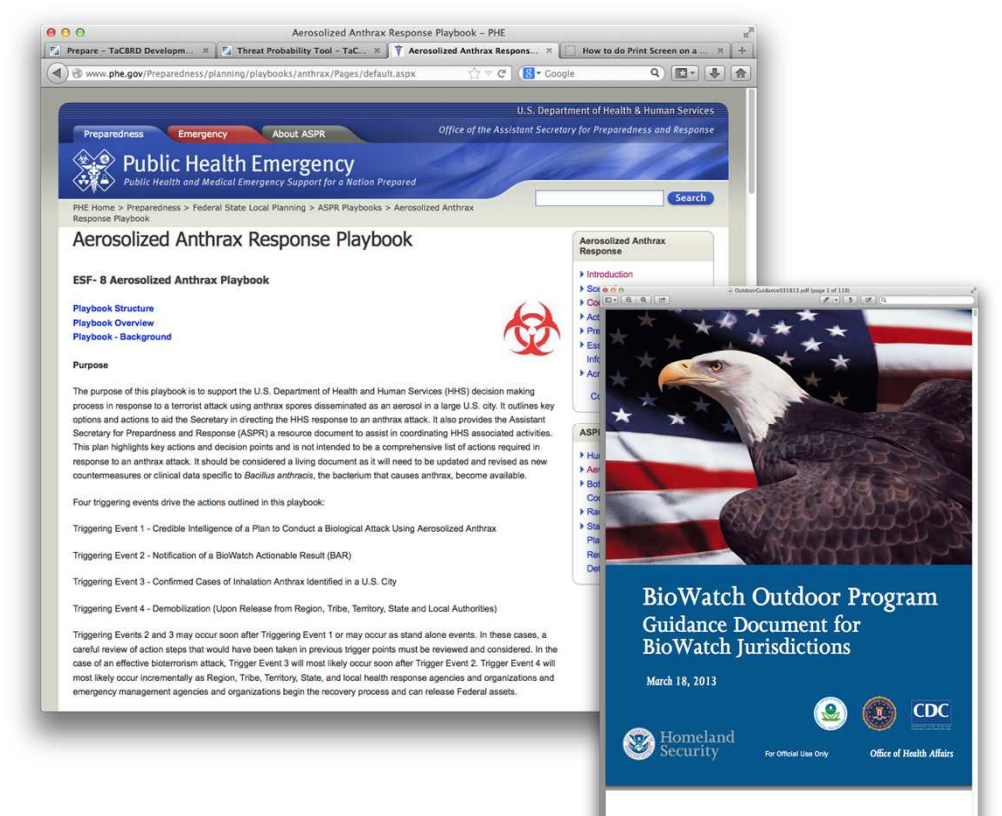 Aerosolized Anthrax Response Playbook – PHE
Prepare – TaCBRD Developm...
Threat Probability Tool – TaC...
Aerosolized Anthrax Respons...
How to do Print Screen on a ...
www.phe.gov/Preparedness/planning/playbooks/anthrax/Pages/default.aspx
Google
U.S. Department of Health & Human Services
Preparedness
Emergency
About ASPR
Office of the Assistant Secretary for Preparedness and Response
Public Health Emergency
Public Health and Medical Emergency Support for a Nation Prepared
Search
PHE Home > Preparedness > Federal State Local Planning > ASPR Playbooks > Aerosolized Anthrax
Response Playbook
Aerosolized Anthrax Response Playbook
ESF- 8 Aerosolized Anthrax Playbook
Playbook Structure
Playbook Overview
Playbook - Background
Purpose
The purpose of this playbook is to support the U.S. Department of Health and Human Services (HHS) decision making
process in response to a terrorist attack using anthrax spores disseminated as an aerosol in a large U.S. city. It outlines key
options and actions to aid the Secretary in directing the HHS response to an anthrax attack. It also provides the Assistant
Secretary for Prepardness and Response (ASPR) a resource document to assist in coordinating HHS associated activities.
This plan highlights key actions and decision points and is not intended to be a comprehensive list of actions required in
response to an anthrax attack. It should be considered a living document as it will need to be updated and revised as new
countermeasures or clinical data specific to Bacillus anthracis, the bacterium that causes anthrax, become available.
Four triggering events drive the actions outlined in this playbook:
Triggering Event 1 - Credible Intelligence of a Plan to Conduct a Biological Attack Using Aerosolized Anthrax
Triggering Event 2 - Notification of a BioWatch Actionable Result (BAR)
Triggering Event 3 - Confirmed Cases of Inhalation Anthrax Identified in a U.S. City
Triggering Event 4 - Demobilization (Upon Release from Region, Tribe, Territory, State and Local Authorities)
Triggering Events 2 and 3 may occur soon after Triggering Event 1 or may occur as stand alone events. In these cases, a
careful review of action steps that would have been taken in previous trigger points must be reviewed and considered. In the
case of an effective bioterrorism attack, Trigger Event 3 will most likely occur soon after Trigger Event 2. Trigger Event 4 will
most likely occur incrementally as Region, Tribe, Territory, State, and local health response agencies and organizations and
emergency management agencies and organizations begin the recovery process and can release Federal assets.
Aerosolized Anthrax
Response
Introduction
OutdoorGuidance031813.pdf (page 1 of 110)
BioWatch Outdoor Program
Guidance Document for
BioWatch Jurisdictions
March 18, 2013
CDC
Homeland
Security
For Official Use Only
Office of Health Affairs